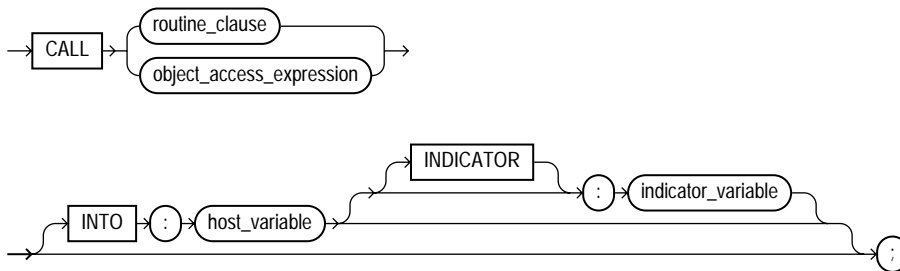 routine_clause
CALL
object_access_expression
INDICATOR
: indicator_variable
INTO : host_variable
;